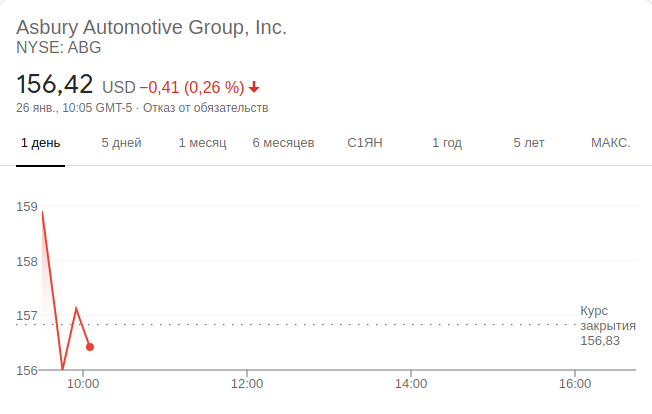 Asbury Automotive Group, Inc.
NYSE: ABG
156,42 USD −0,41 (0,26 %)
26 янв., 10:05 GMT-5 · Отказ от обязательств
1 день 5 дней 1 месяц 6 месяцев С1ЯН 1 год 5 лет МАКС.
159
158
157
Курс
закрытия
156,83
156
10:00 12:00 14:00 16:00